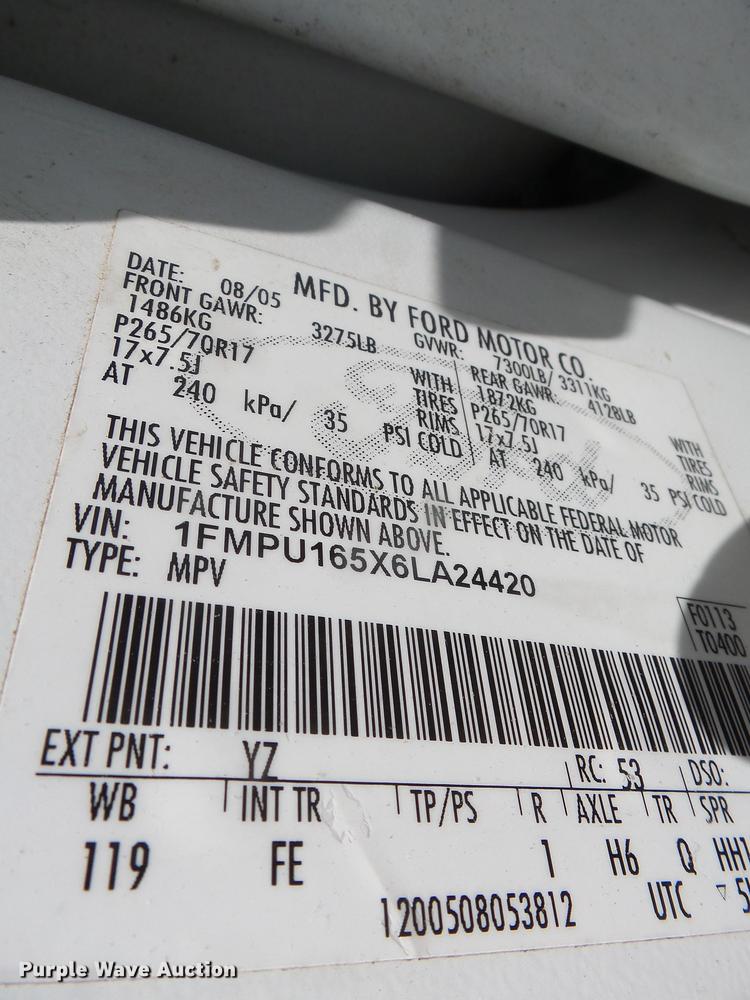 DATE: 08/05 MFD. BY FORD MOTOR CO.
FRONT GAWR: 3275LB GVWR: 7300LB/ 3311KG
1486KG WITH REAR GAWR: 4128LB
P265/70R17 TIRES 1872KG WITH
17x7.5J RIMS P265/70R17 TIRES
AT 240 kPa/ 35 PSI COLD 17x7.5J RIMS
AT 240 kPa/ 35 PSI COLD
THIS VEHICLE CONFORMS TO ALL APPLICABLE FEDERAL MOTOR
VEHICLE SAFETY STANDARDS IN EFFECT ON THE DATE OF
MANUFACTURE SHOWN ABOVE.
VIN: 1FMPU165X6LA24420
TYPE: MPV
F0113
T0400
EXT PNT: YZ RC: 53 DSO:
WB INT TR TP/PS R AXLE TR SPR
119 FE 1 H6 Q HH1
1200508053812 UTC ▽
Ford
Purple Wave Auction